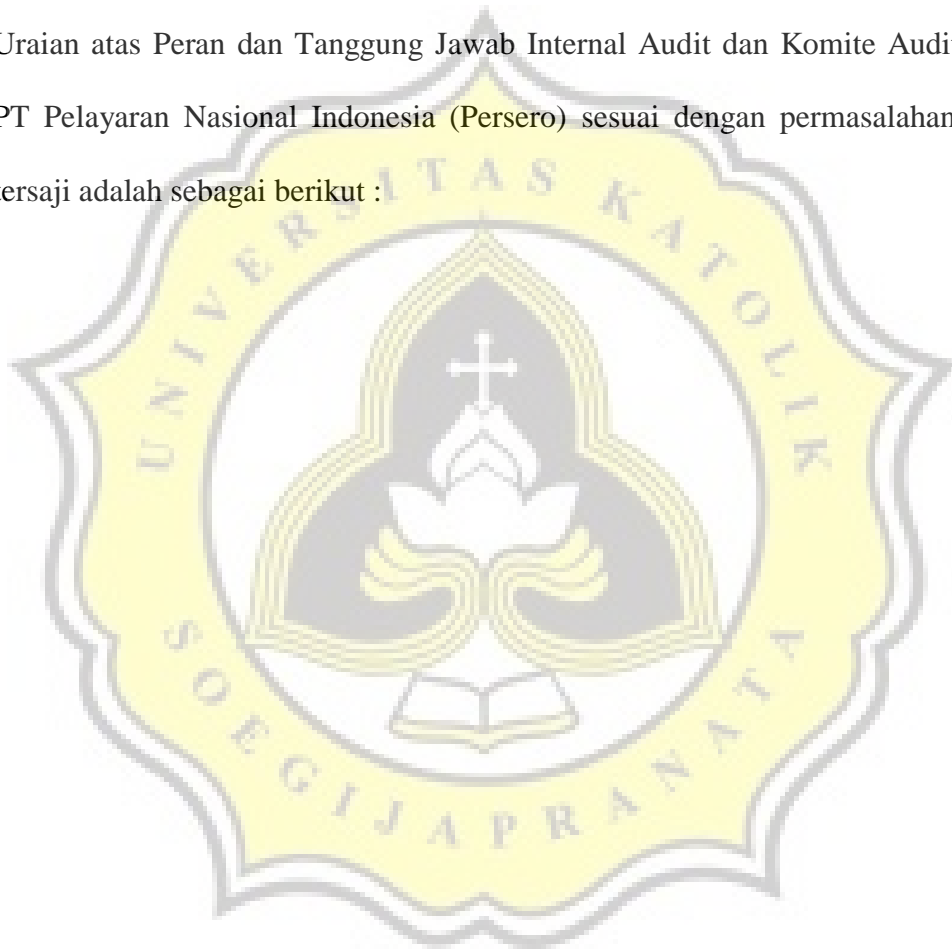 Uraian atas Peran dan Tanggung Jawab Internal Audit dan Komite Audit
PT Pelayaran Nasional Indonesia (Persero) sesuai dengan permasalahan
tersaji adalah sebagai berikut :
UNIVERSITAS KATOLIK
SOEGIJAPRANATA